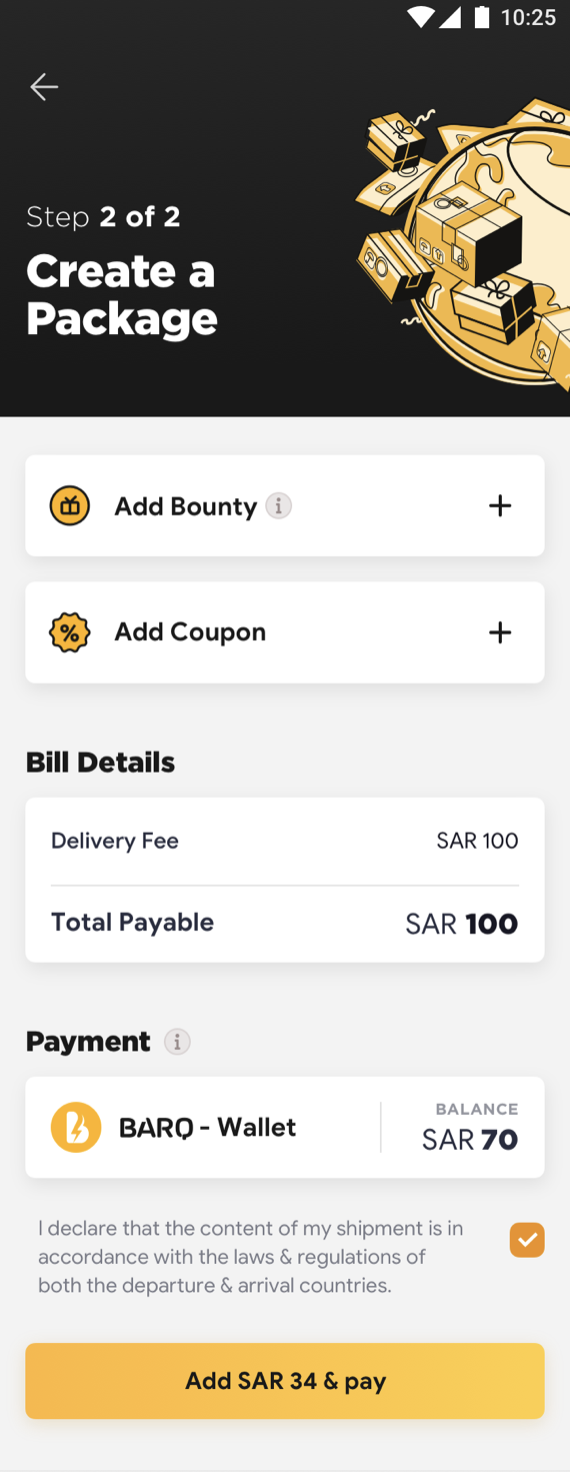 10:25
Step 2 of 2
Create a
Package
Add Bounty i
+
Add Coupon
+
Bill Details
Delivery Fee SAR 100
Total Payable SAR 100
Payment i
BARQ - Wallet
BALANCE
SAR 70
I declare that the content of my shipment is in
accordance with the laws & regulations of
both the departure & arrival countries.
Add SAR 34 & pay